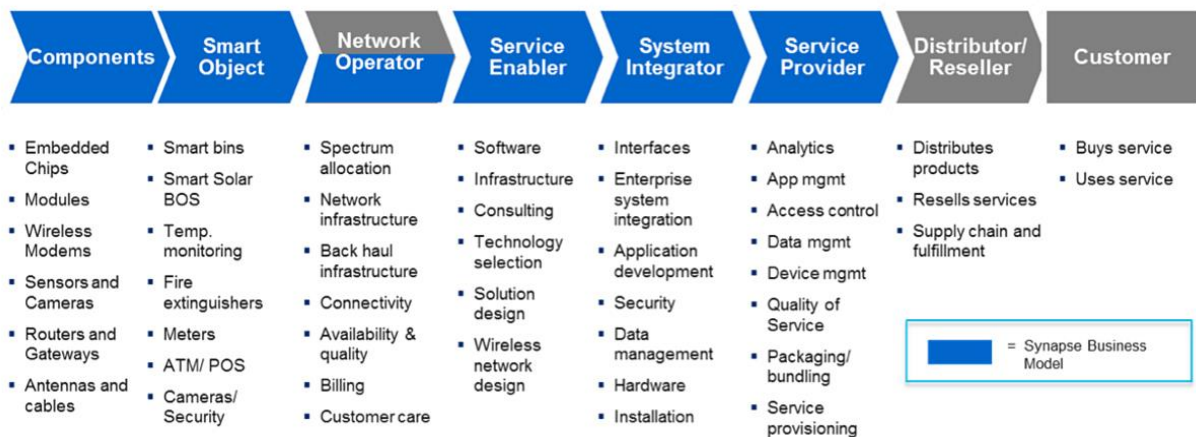 Components
Smart
Object
Network
Operator
Service
Enabler
System
Integrator
Service
Provider
Distributor/
Reseller
Customer
▪ Embedded
Chips
▪ Modules
▪ Wireless
Modems
▪ Sensors and
Cameras
▪ Routers and
Gateways
▪ Antennas and
cables
▪ Smart bins
▪ Smart Solar
BOS
▪ Temp.
monitoring
▪ Fire
extinguishers
▪ Meters
▪ ATM/ POS
▪ Cameras/
Security
▪ Spectrum
allocation
▪ Network
infrastructure
▪ Back haul
infrastructure
▪ Connectivity
▪ Availability &
quality
▪ Billing
▪ Customer care
▪ Software
▪ Infrastructure
▪ Consulting
▪ Technology
selection
▪ Solution
design
▪ Wireless
network
design
▪ Interfaces
▪ Enterprise
system
integration
▪ Application
development
▪ Security
▪ Data
management
▪ Hardware
▪ Installation
▪ Analytics
▪ App mgmt
▪ Access control
▪ Data mgmt
▪ Device mgmt
▪ Quality of
Service
▪ Packaging/
bundling
▪ Service
provisioning
▪ Distributes
products
▪ Resells services
▪ Supply chain and
fulfillment
▪ Buys service
▪ Uses service
= Synapse Business
Model